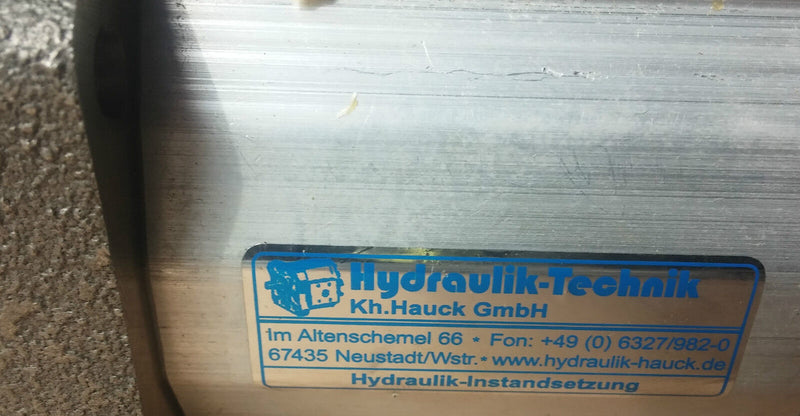 Hydraulik-Technik
Kh.Hauck GmbH
Im Altenschemel 66 * Fon: +49 (0) 6327/982-0
67435 Neustadt/Wstr. * www.hydraulik-hauck.de
Hydraulik-Instandsetzung